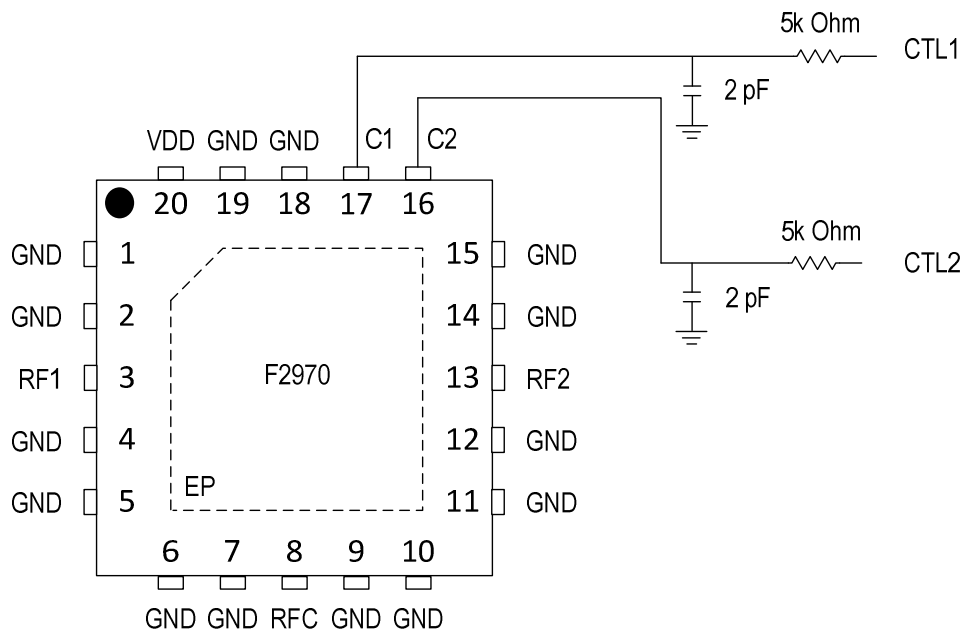 5k Ohm
CTL1
2 pF
VDD GND GND C1 C2
20 19 18 17 16
GND 1 15 GND
5k Ohm
CTL2
2 pF
GND 2 14 GND
RF1 3 F2970 13 RF2
GND 4 12 GND
EP
GND 5 11 GND
6 7 8 9 10
GND GND RFC GND GND